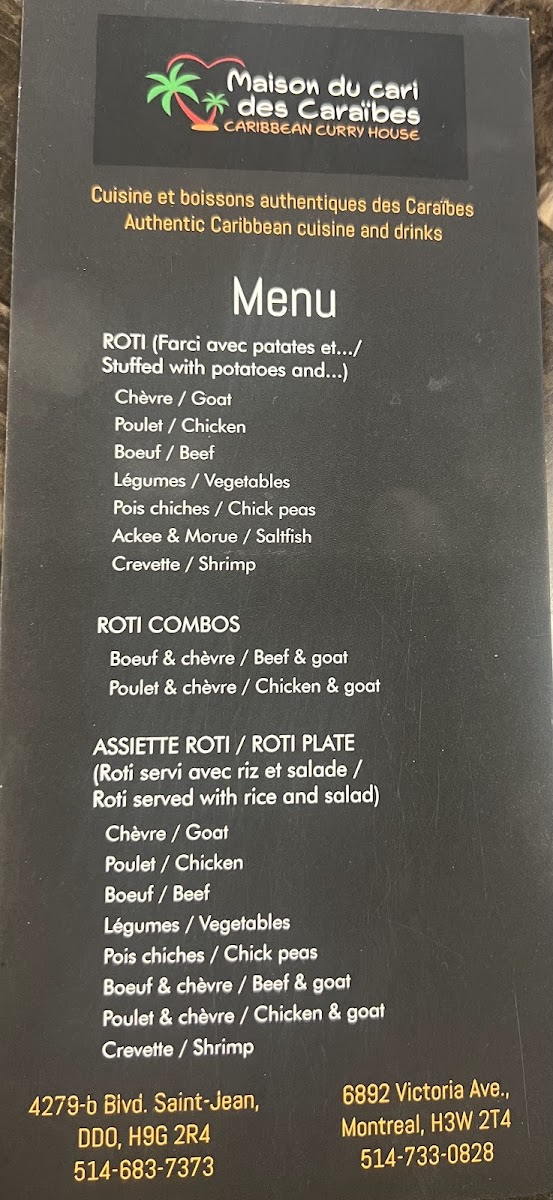 Maison du cari
des Caraïbes
CARIBBEAN CURRY HOUSE
Cuisine et boissons authentiques des Caraïbes
Authentic Caribbean cuisine and drinks
Menu
ROTI (Farci avec patates et.../
Stuffed with potatoes and...)
Chèvre / Goat
Poulet / Chicken
Boeuf / Beef
Légumes / Vegetables
Pois chiches / Chick peas
Ackee & Morue / Saltfish
Crevette / Shrimp
ROTI COMBOS
Boeuf & chèvre / Beef & goat
Poulet & chèvre / Chicken & goat
ASSIETTE ROTI / ROTI PLATE
(Roti servi avec riz et salade /
Roti served with rice and salad)
Chèvre / Goat
Poulet / Chicken
Boeuf / Beef
Légumes / Vegetables
Pois chiches / Chick peas
Boeuf & chèvre / Beef & goat
Poulet & chèvre / Chicken & goat
Crevette / Shrimp
4279-b Blvd. Saint-Jean,
DDO, H9G 2R4
514-683-7373
6892 Victoria Ave.,
Montreal, H3W 2T4
514-733-0828